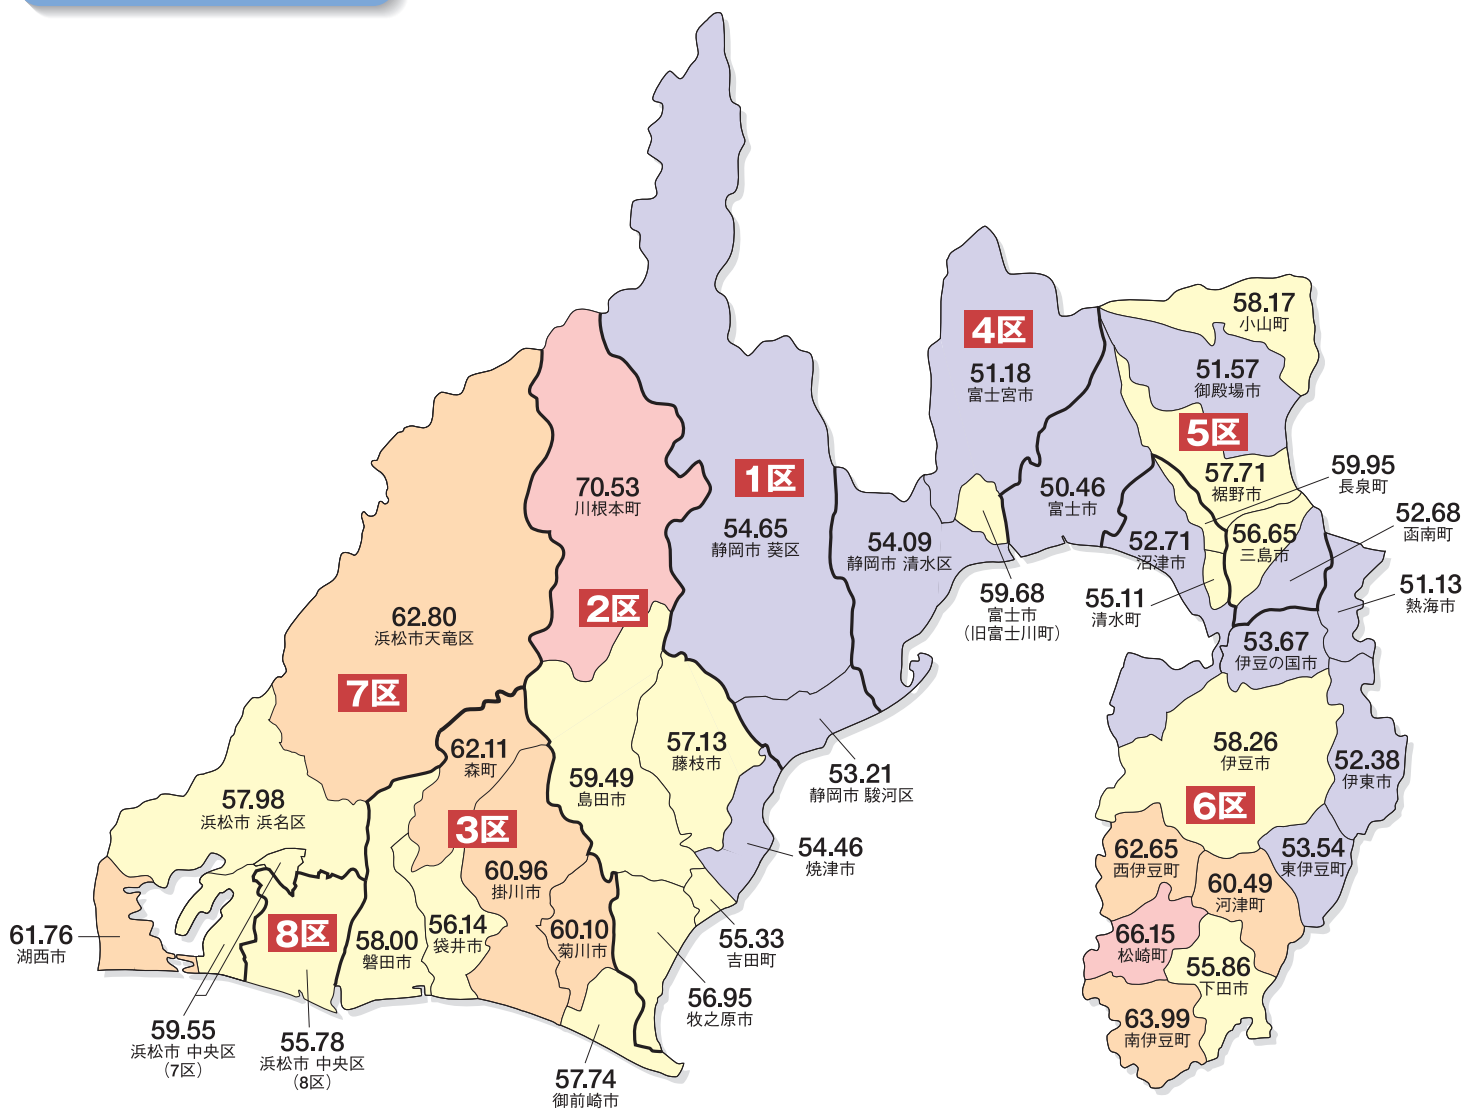 58.17
小山町
4区
51.18
富士宮市
51.57
御殿場市
5区
57.71
裾野市
59.95
長泉町
1区
70.53
川根本町
50.46
富士市
52.68
函南町
54.65
静岡市 葵区
54.09
静岡市 清水区
52.71
沼津市
56.65
三島市
51.13
熱海市
59.68
富士市
(旧富士川町)
55.11
清水町
2区
62.80
浜松市天竜区
53.67
伊豆の国市
7区
62.11
森町
57.13
藤枝市
59.49
島田市
53.21
静岡市 駿河区
58.26
伊豆市
52.38
伊東市
57.98
浜松市 浜名区
3区
6区
60.96
掛川市
54.46
焼津市
62.65
西伊豆町
53.54
東伊豆町
60.49
河津町
61.76
湖西市
8区
58.00
磐田市
56.14
袋井市
60.10
菊川市
55.33
吉田町
66.15
松崎町
55.86
下田市
56.95
牧之原市
63.99
南伊豆町
59.55
浜松市 中央区
(7区)
55.78
浜松市 中央区
(8区)
57.74
御前崎市